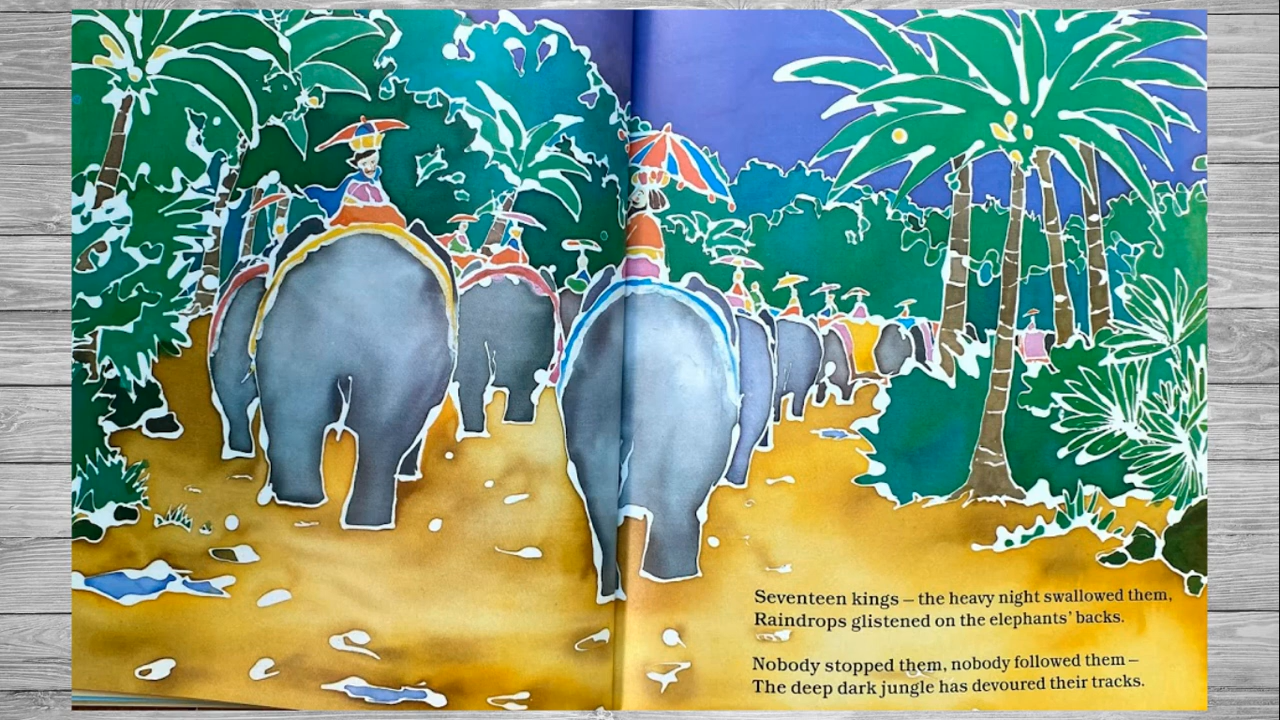 Seventeen kings – the heavy night swallowed them,
Raindrops glistened on the elephants' backs.
Nobody stopped them, nobody followed them –
The deep dark jungle has devoured their tracks.